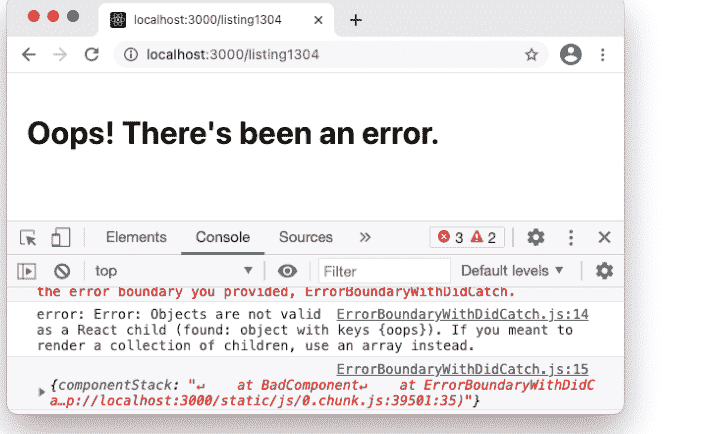 localhost:3000/listing1304
localhost:3000/listing1304
Oops! There's been an error.
Elements Console Sources » 3 2
top Filter Default levels
the error boundary you provided, ErrorBoundaryWithDidCatch.
error: Error: Objects are not valid ErrorBoundaryWithDidCatch.js:14
as a React child (found: object with keys {oops}). If you meant to
render a collection of children, use an array instead.
ErrorBoundaryWithDidCatch.js:15
{componentStack: "↵    at BadComponent↵    at ErrorBoundaryWithDidC
a…p://localhost:3000/static/js/0.chunk.js:39501:35)"}